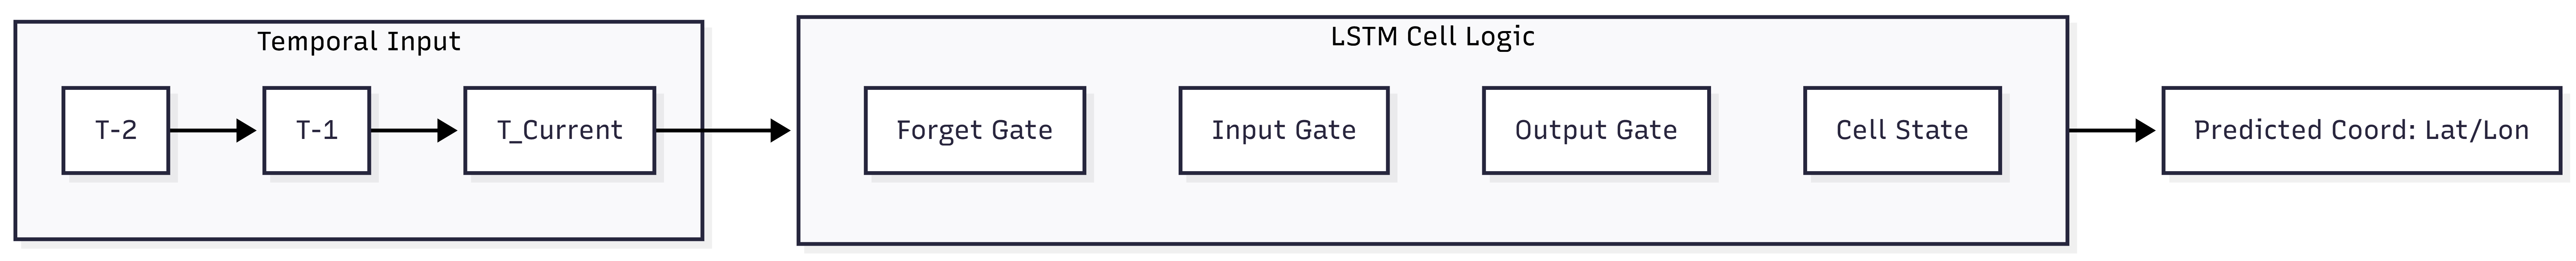 Temporal Input
T-2
T-1
T_Current
LSTM Cell Logic
Forget Gate
Input Gate
Output Gate
Cell State
Predicted Coord: Lat/Lon